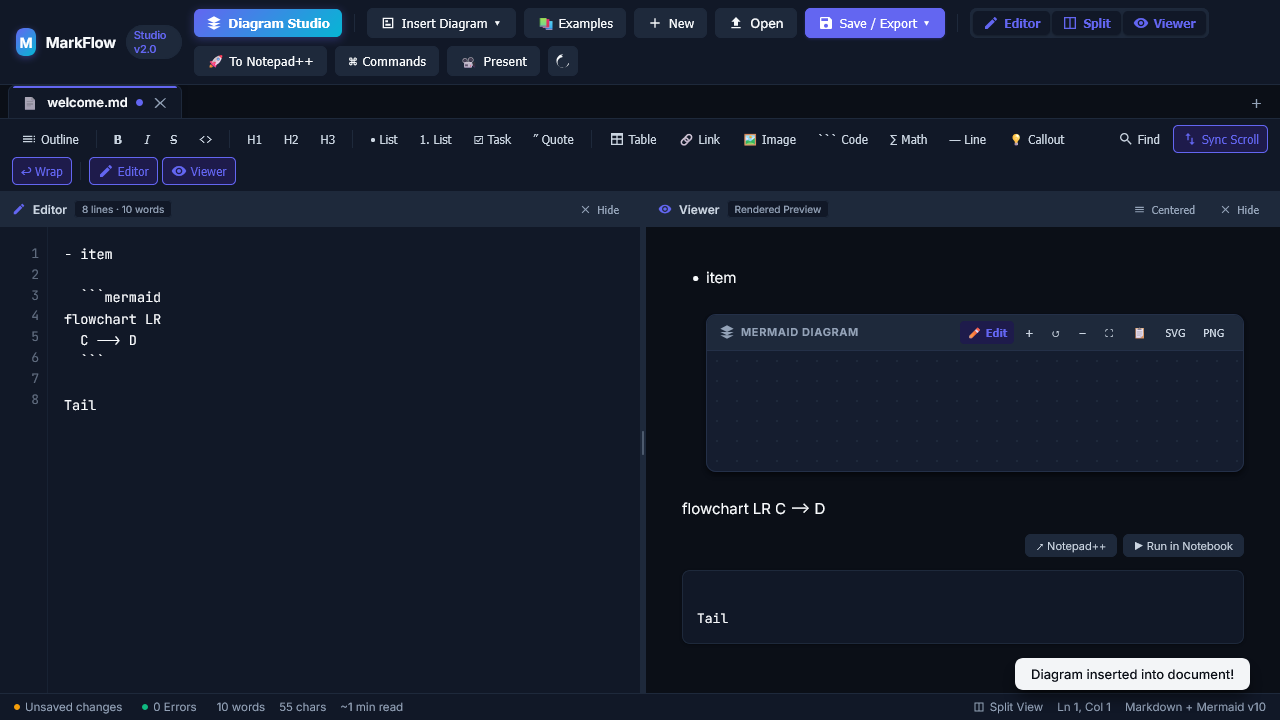 M MarkFlow Studio v2.0
Diagram Studio Insert Diagram ▾ Examples + New Open Save / Export ▾ Editor Split Viewer
To Notepad++ ⌘ Commands Present
welcome.md ● ✕ +
Outline B I S <> H1 H2 H3 • List 1. List ☑ Task ″ Quote Table Link Image ``` Code ∑ Math — Line Callout Find Sync Scroll
↩ Wrap Editor Viewer
Editor 8 lines · 10 words ✕ Hide
Viewer Rendered Preview Centered ✕ Hide
1 - item
2
3   ```mermaid
4 flowchart LR
5   C --> D
6   ```
7
8 Tail
• item
MERMAID DIAGRAM Edit + ↺ − ⛶ SVG PNG
flowchart LR C --> D
↗ Notepad++ ▶ Run in Notebook
Tail
Diagram inserted into document!
● Unsaved changes ● 0 Errors 10 words 55 chars ~1 min read Split View Ln 1, Col 1 Markdown + Mermaid v10